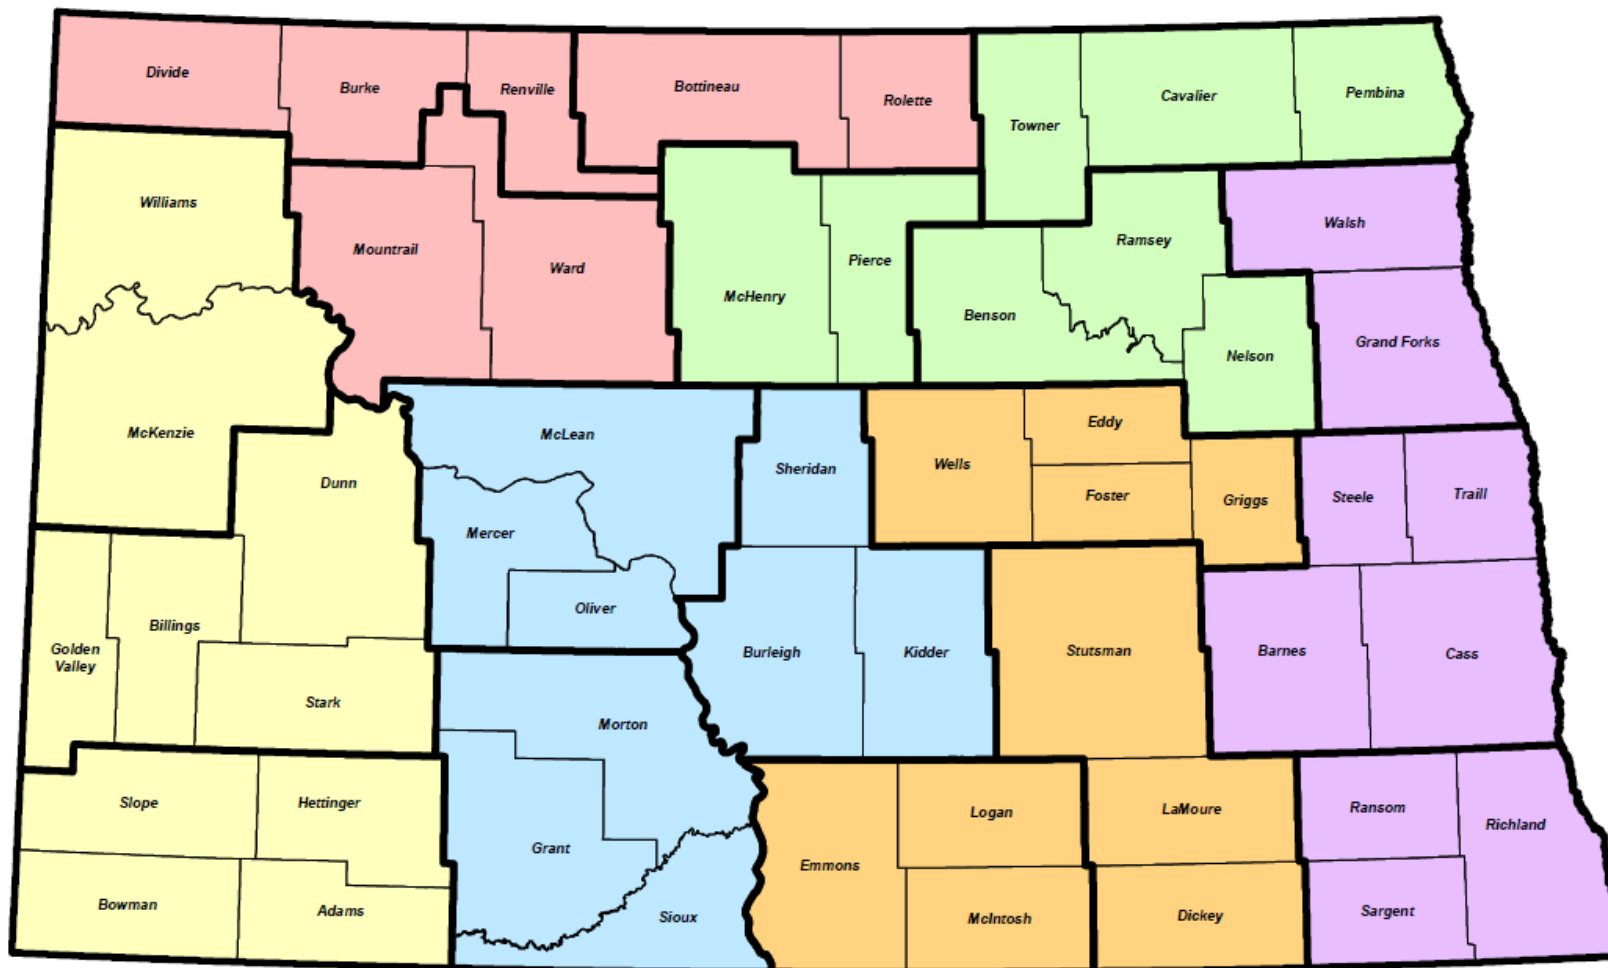 Divide
Burke
Renville
Bottineau
Rolette
Towner
Cavalier
Pembina
Williams
Mountrail
Ward
McHenry
Pierce
Benson
Ramsey
Nelson
Walsh
Grand Forks
McKenzie
Dunn
McLean
Sheridan
Wells
Eddy
Foster
Griggs
Steele
Traill
Mercer
Oliver
Golden
Valley
Billings
Stark
Burleigh
Kidder
Stutsman
Barnes
Cass
Morton
Slope
Hettinger
Grant
Logan
LaMoure
Ransom
Richland
Bowman
Adams
Sioux
Emmons
McIntosh
Dickey
Sargent